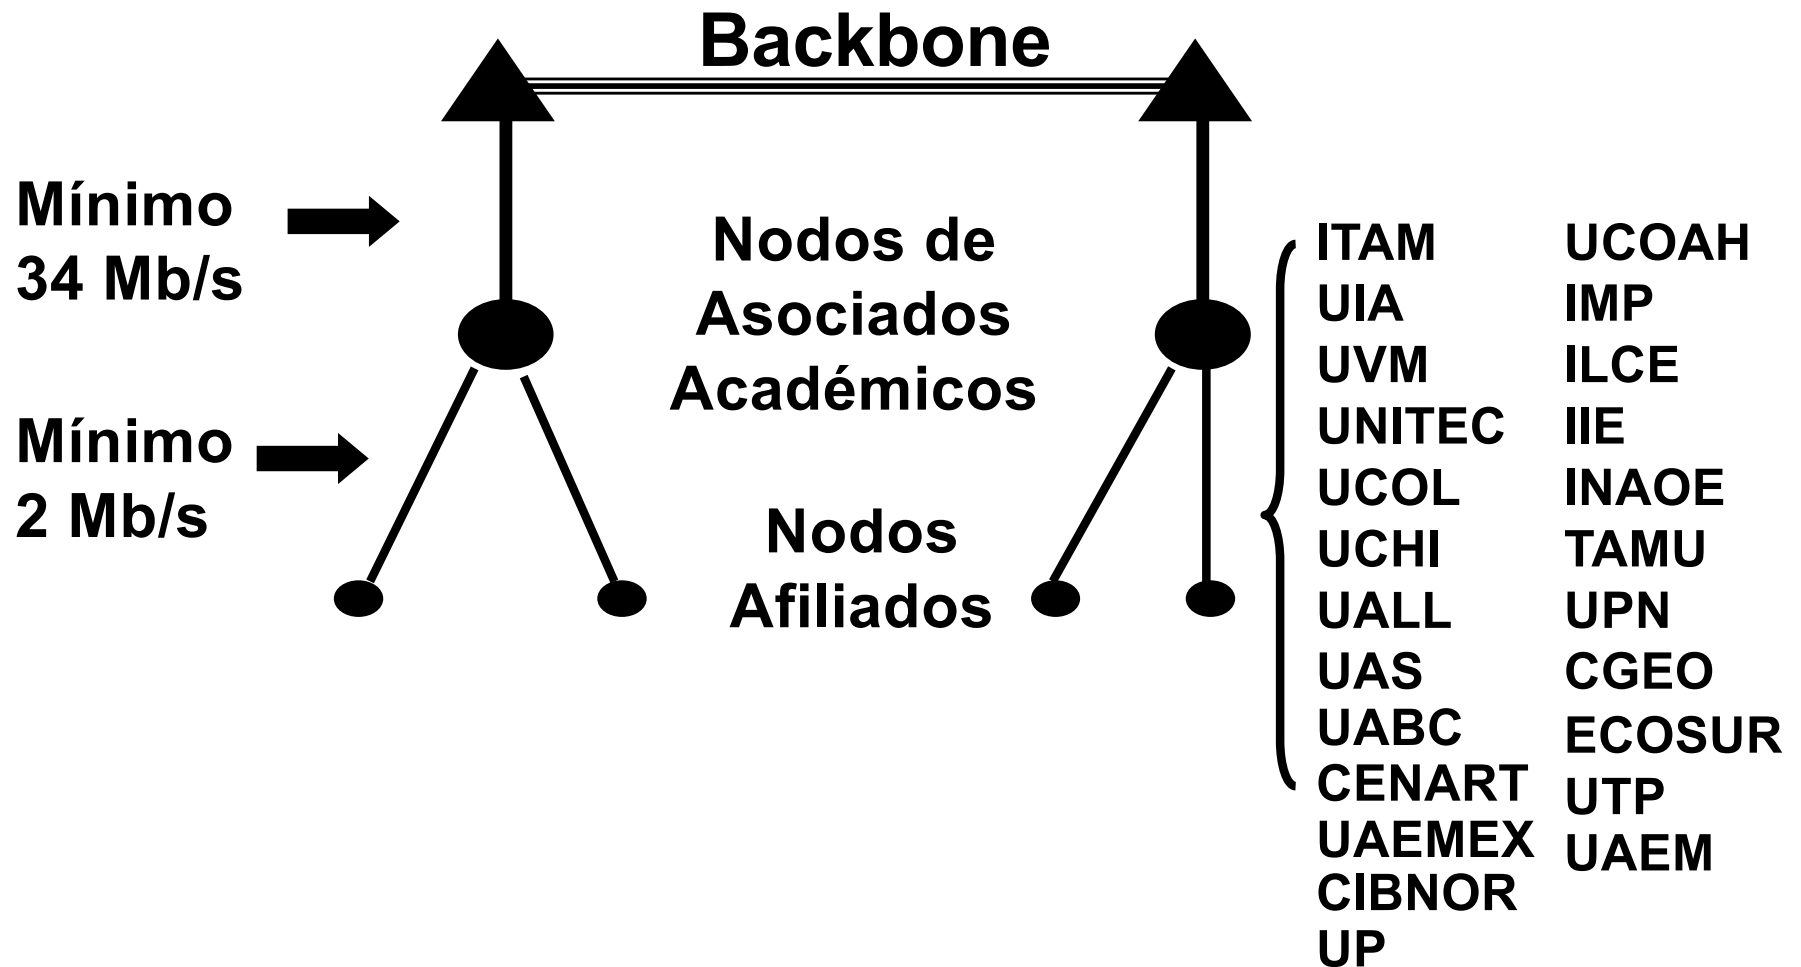 Backbone
Mínimo
34 Mb/s
Mínimo
2 Mb/s
Nodos de
Asociados
Académicos
Nodos
Afiliados
ITAM
UIA
UVM
UNITEC
UCOL
UCHI
UALL
UAS
UABC
CENART
UAEMEX
CIBNOR
UP
UCOAH
IMP
ILCE
IIE
INAOE
TAMU
UPN
CGEO
ECOSUR
UTP
UAEM